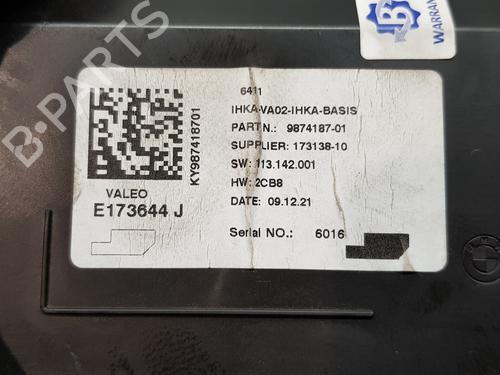 B
WARRAN
B-PARTS
6411
IHKA-VA02-IHKA-BASIS
PARTN.: 9874187-01
SUPPLIER: 173138-10
SW: 113.142.001
HW: 2CB8
DATE: 09.12.21
Serial NO.: 6016
KY987418701
VALEO
E173644 J